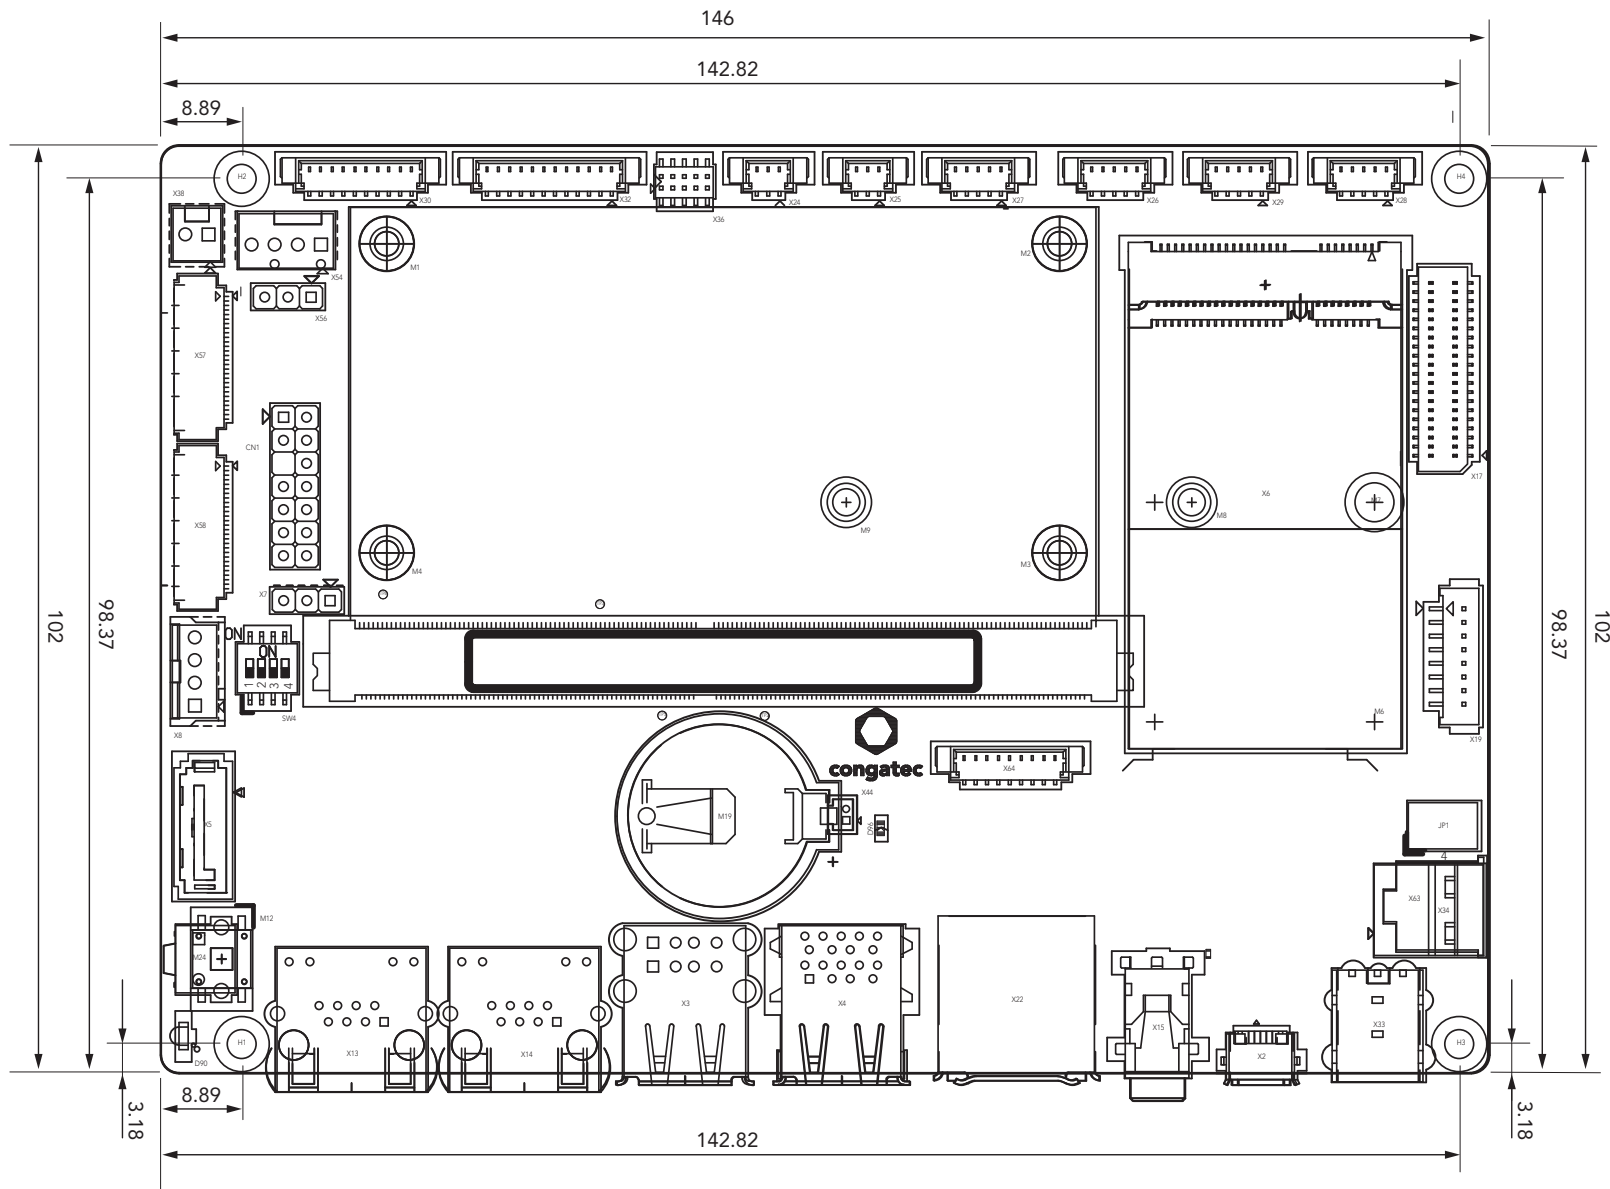 146
142.82
8.89
H2
H4
X38
X30
X32
X36
X24
X25
X27
X26
X29
X28
X54
M1
M2
X56
X57
CN1
X17
X6
X58
M9
M8
M7
M4
M3
X7
102
98.37
98.37
102
ON
ON
1 2 3 4
SW4
X8
M6
X19
congatec
X64
X44
M19
D96
X5
JP1
4
X63
X34
M12
M24
X3
X4
X22
X15
X33
X2
H1
H3
D90
X13
X14
8.89
3.18
3.18
142.82